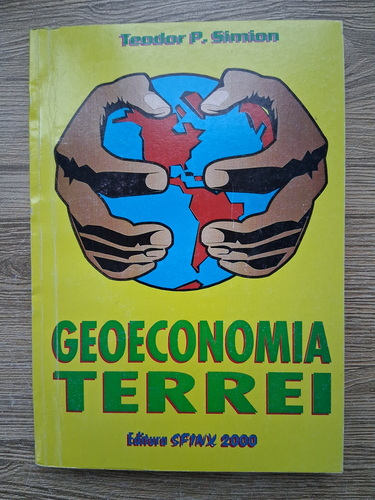 Teodor P. Simion
GEOECONOMIA
TERREI
Editura SFINX 2000